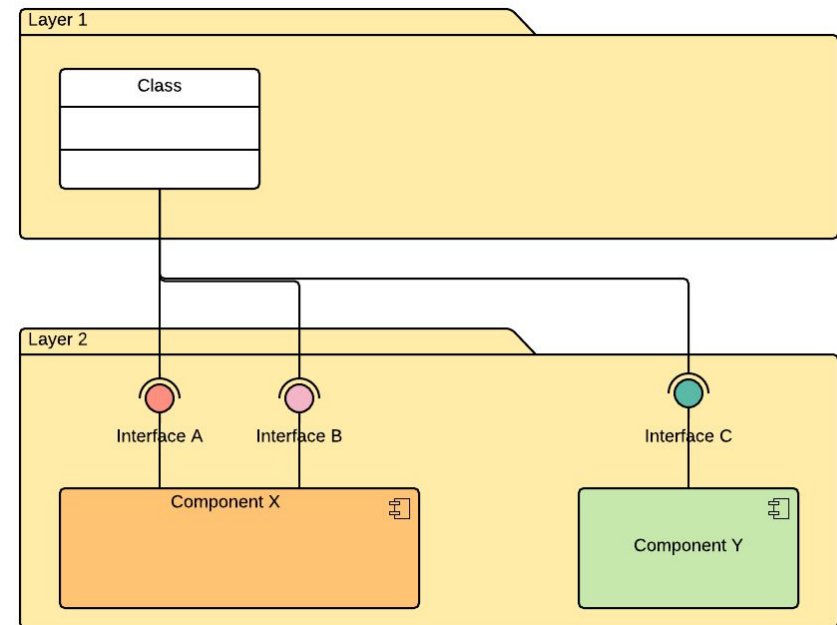 Layer 1
Class
Layer 2
Interface A
Interface B
Interface C
Component X
Component Y